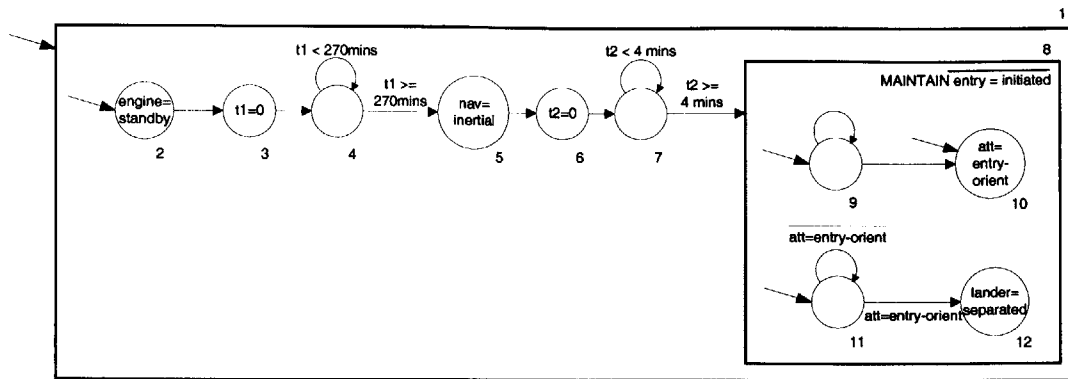 1
t1 < 270mins
t2 < 4 mins
8
t1 >=
270mins
t2 >=
4 mins
MAINTAIN entry = initiated
engine=
standby
t1=0
nav=
inertial
t2=0
2
3
4
5
6
7
att=
entry-
orient
9
10
att=entry-orient
lander=
separated
att=entry-orient
11
12